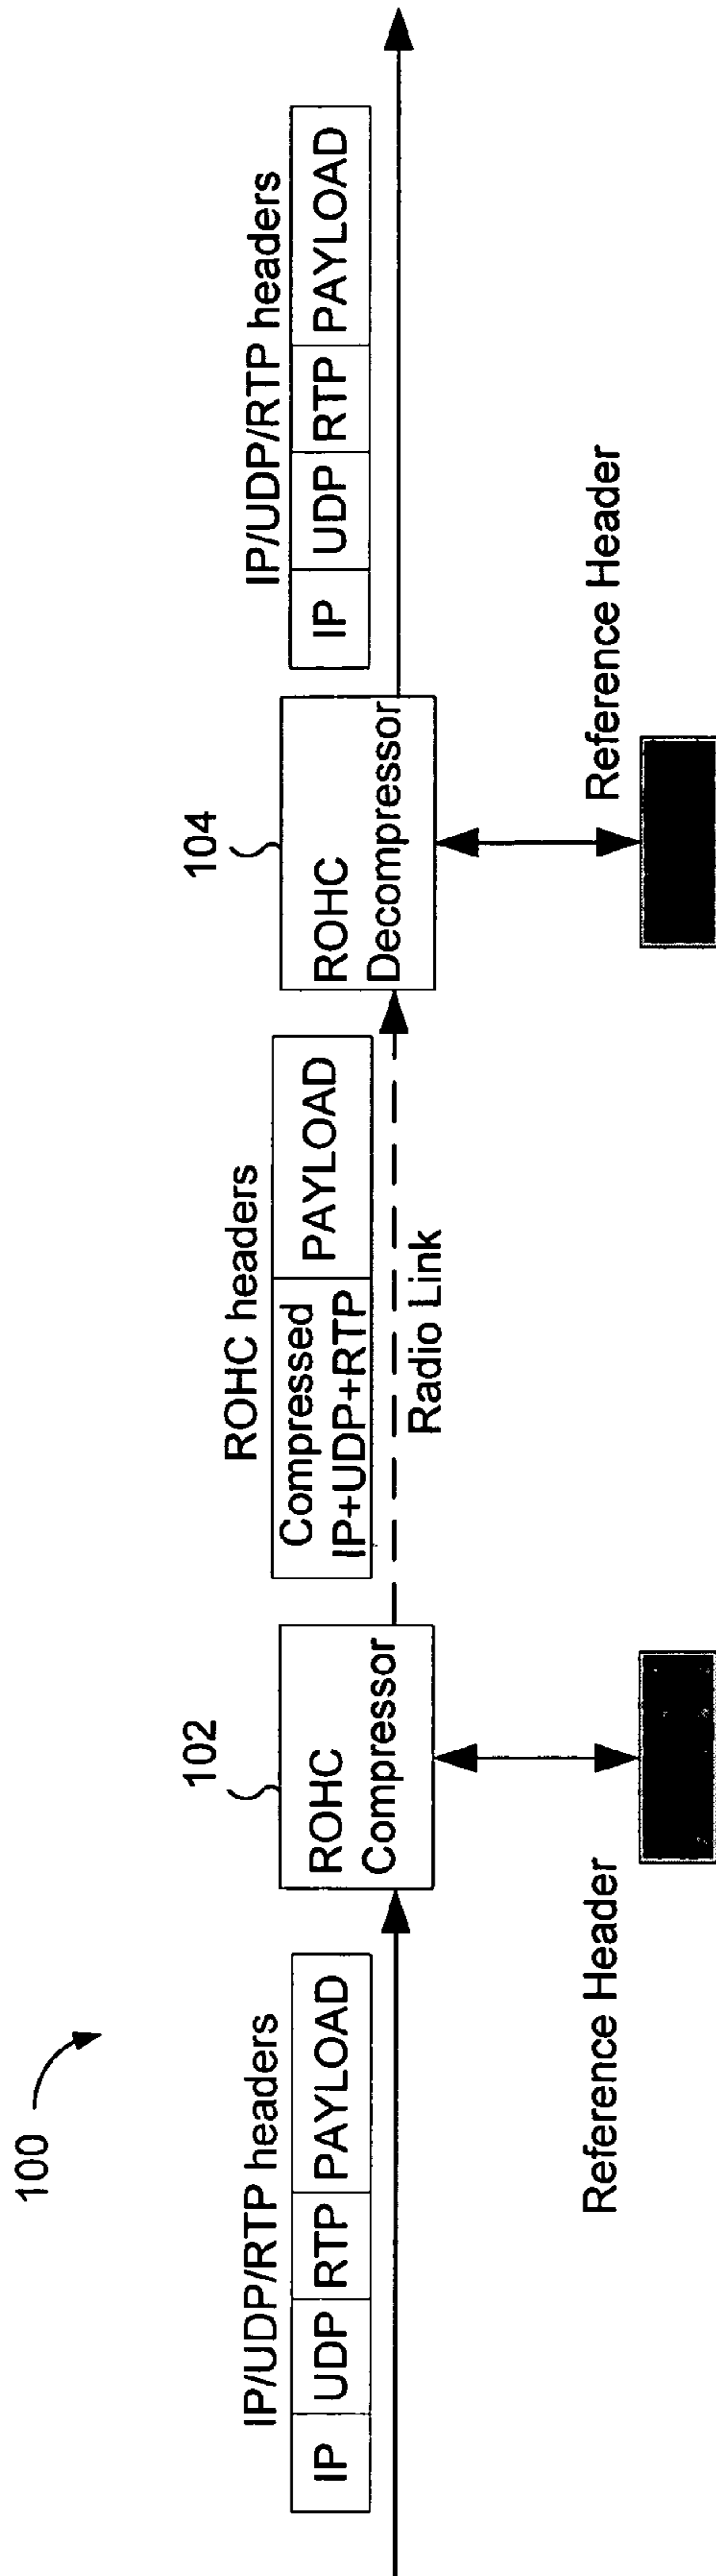 100
IP/UDP/RTP headers
IP UDP RTP PAYLOAD
102
ROHC
Compressor
Reference Header
ROHC headers
Compressed
IP+UDP+RTP
PAYLOAD
Radio Link
104
ROHC
Decompressor
Reference Header
IP/UDP/RTP headers
IP UDP RTP PAYLOAD